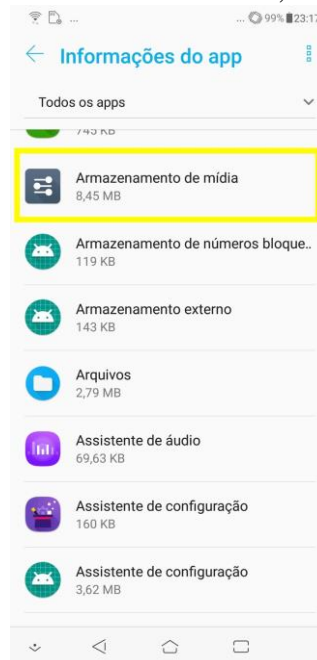 ... 99% 23:17
Informações do app
Todos os apps
745 KB
Armazenamento de mídia
8,45 MB
Armazenamento de números bloque..
119 KB
Armazenamento externo
143 KB
Arquivos
2,79 MB
Assistente de áudio
69,63 KB
Assistente de configuração
160 KB
Assistente de configuração
3,62 MB